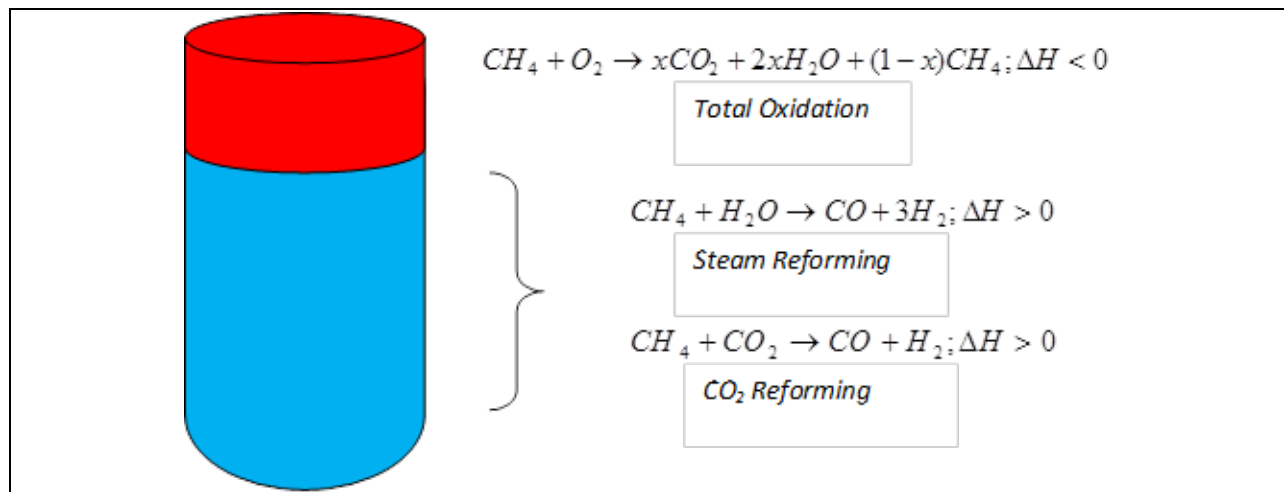 CH₄ + O₂ → xCO₂ + 2xH₂O + (1 − x)CH₄; ΔH < 0
Total Oxidation
CH₄ + H₂O → CO + 3H₂; ΔH > 0
Steam Reforming
CH₄ + CO₂ → CO + H₂; ΔH > 0
CO₂ Reforming